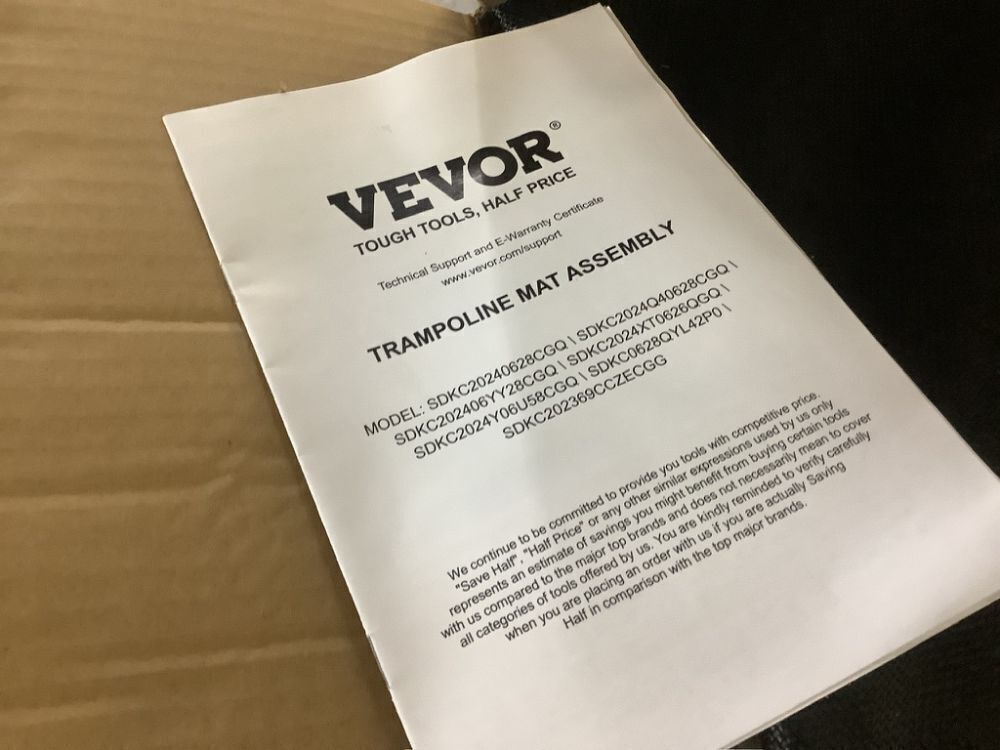 VEVOR®
TOUGH TOOLS, HALF PRICE
Technical Support and E-Warranty Certificate
www.vevor.com/support
TRAMPOLINE MAT ASSEMBLY
MODEL: SDKC20240628CGQ \ SDKC2024Q40628CGQ \
SDKC202406YY28CGQ \ SDKC2024XT0626QGQ \
SDKC2024Y06U58CGQ \ SDKC0628QYL42P0 \
SDKC202369CCZECGG
We continue to be committed to provide you tools with competitive price.
"Save Half", "Half Price" or any other similar expressions used by us only
represents an estimate of savings you might benefit from buying certain tools
with us compared to the major top brands and does not necessarily mean to cover
all categories of tools offered by us. You are kindly reminded to verify carefully
when you are placing an order with us if you are actually Saving
Half in comparison with the top major brands.